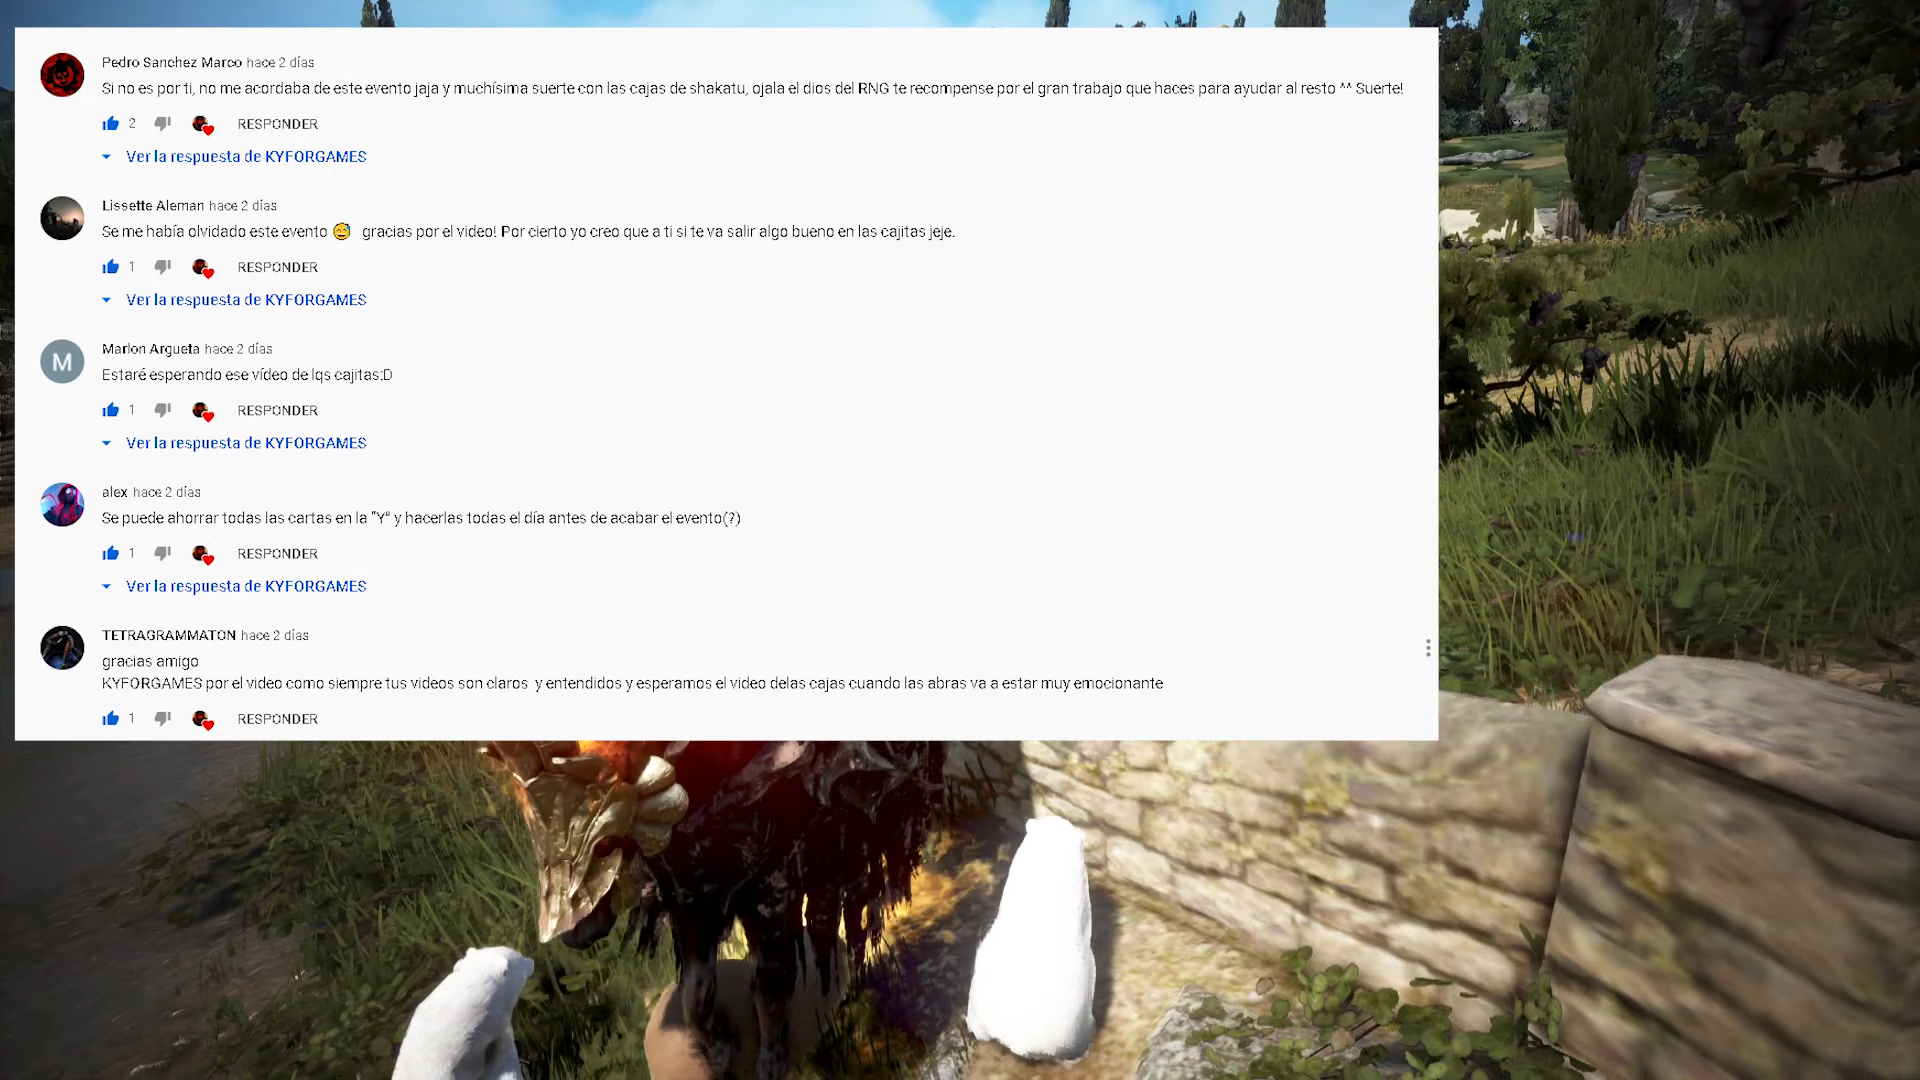 Pedro Sanchez Marco hace 2 días
Si no es por ti, no me acordaba de este evento jaja y muchísima suerte con las cajas de shakatu, ojala el dios del RNG te recompense por el gran trabajo que haces para ayudar al resto ^^ Suerte!
2 RESPONDER
Ver la respuesta de KYFORGAMES
Lissette Aleman hace 2 días
Se me había olvidado este evento 😅 gracias por el video! Por cierto yo creo que a ti si te va salir algo bueno en las cajitas jeje.
1 RESPONDER
Ver la respuesta de KYFORGAMES
M
Marlon Argueta hace 2 días
Estaré esperando ese vídeo de lqs cajitas:D
1 RESPONDER
Ver la respuesta de KYFORGAMES
alex hace 2 días
Se puede ahorrar todas las cartas en la "Y" y hacerlas todas el día antes de acabar el evento(?)
1 RESPONDER
Ver la respuesta de KYFORGAMES
TETRAGRAMMATON hace 2 días
gracias amigo
KYFORGAMES por el video como siempre tus videos son claros y entendidos y esperamos el video delas cajas cuando las abras va a estar muy emocionante
1 RESPONDER